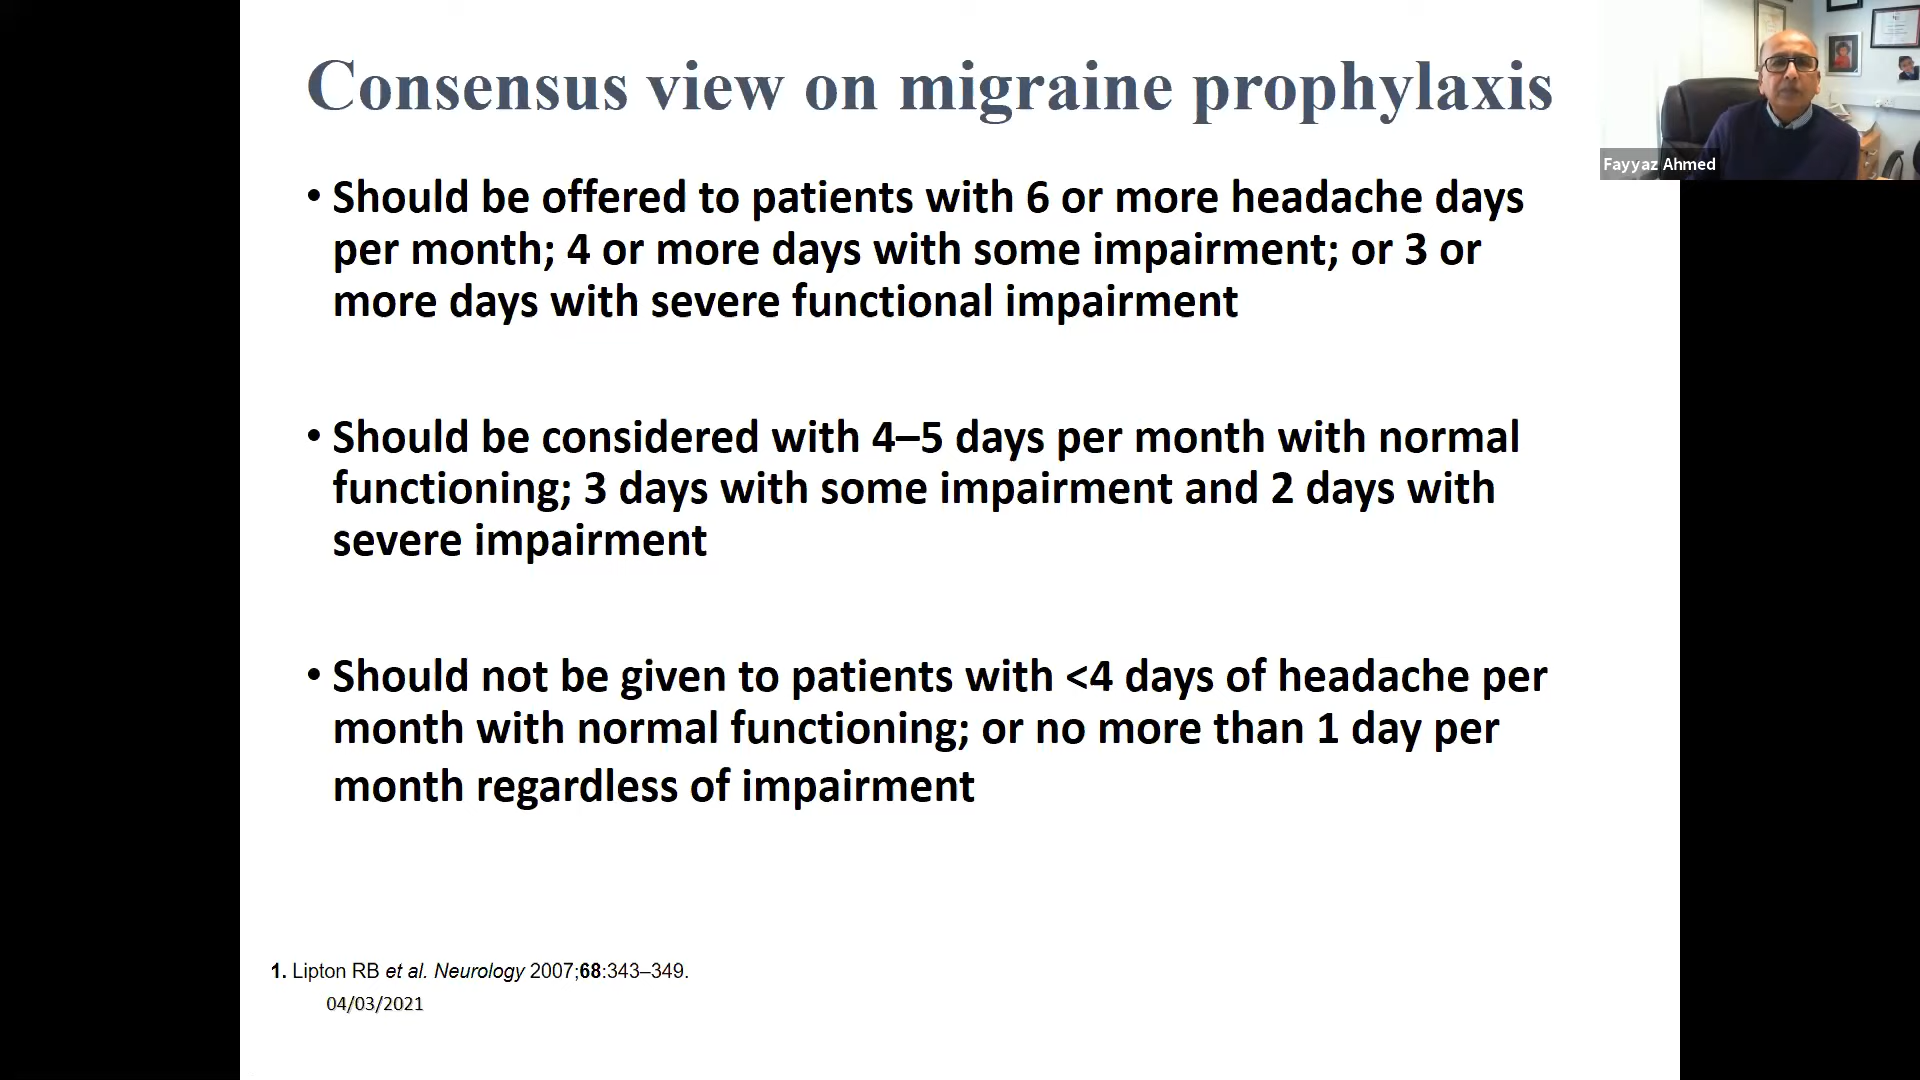 Consensus view on migraine prophylaxis
Fayyaz Ahmed
• Should be offered to patients with 6 or more headache days
per month; 4 or more days with some impairment; or 3 or
more days with severe functional impairment
• Should be considered with 4–5 days per month with normal
functioning; 3 days with some impairment and 2 days with
severe impairment
• Should not be given to patients with <4 days of headache per
month with normal functioning; or no more than 1 day per
month regardless of impairment
1. Lipton RB et al. Neurology 2007;68:343–349.
04/03/2021